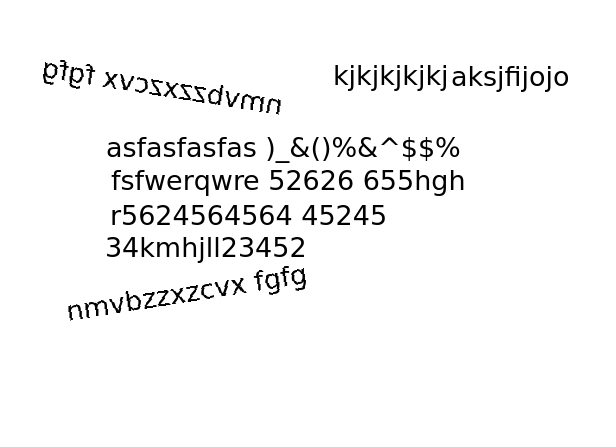 nmvbzzxzcvx fgfg
kjkjkjkjkjaksjfijojo
asfasfasfas )_&()%&^$$%
fsfwerqwre 52626 655hgh
r5624564564 45245
34kmhjll23452
nmvbzzxzcvx fgfg